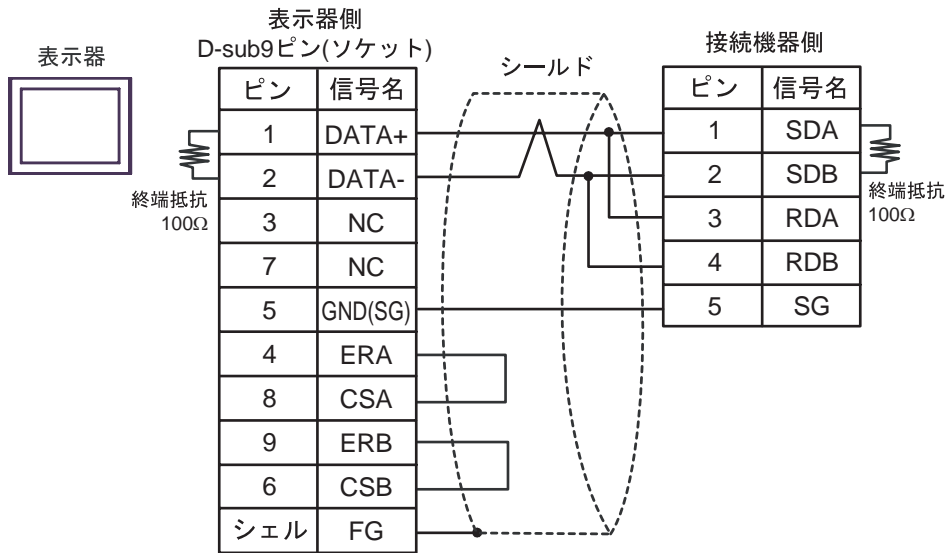 表示器
表示器側
D-sub9ピン(ソケット)
ピン 信号名
1 DATA+
2 DATA-
3 NC
7 NC
5 GND(SG)
4 ERA
8 CSA
9 ERB
6 CSB
シェル FG
終端抵抗
100Ω
シールド
接続機器側
ピン 信号名
1 SDA
2 SDB
3 RDA
4 RDB
5 SG
終端抵抗
100Ω